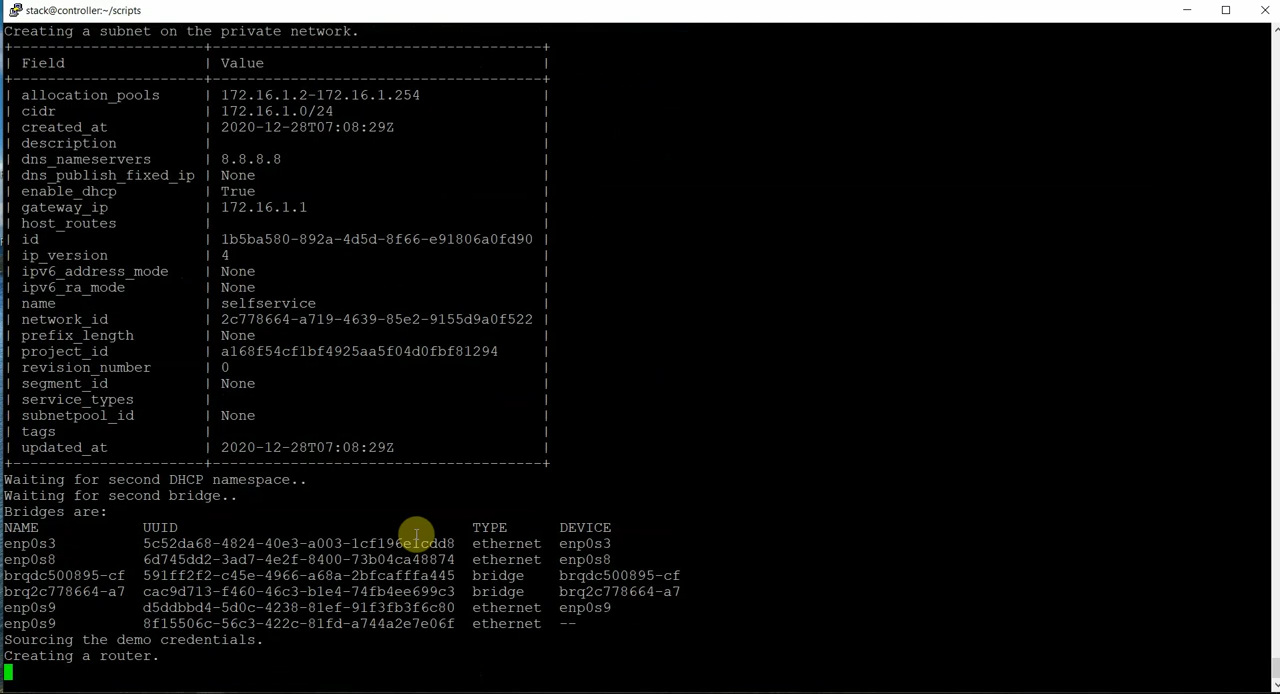 stack@controller:~/scripts
Creating a subnet on the private network.
+----------------------+--------------------------------------+
| Field                | Value                                |
+----------------------+--------------------------------------+
| allocation_pools     | 172.16.1.2-172.16.1.254              |
| cidr                 | 172.16.1.0/24                        |
| created_at           | 2020-12-28T07:08:29Z                 |
| description          |                                      |
| dns_nameservers      | 8.8.8.8                              |
| dns_publish_fixed_ip | None                                 |
| enable_dhcp          | True                                 |
| gateway_ip           | 172.16.1.1                           |
| host_routes          |                                      |
| id                   | 1b5ba580-892a-4d5d-8f66-e91806a0fd90 |
| ip_version           | 4                                    |
| ipv6_address_mode    | None                                 |
| ipv6_ra_mode         | None                                 |
| name                 | selfservice                          |
| network_id           | 2c778664-a719-4639-85e2-9155d9a0f522 |
| prefix_length        | None                                 |
| project_id           | a168f54cf1bf4925aa5f04d0fbf81294     |
| revision_number      | 0                                    |
| segment_id           | None                                 |
| service_types        |                                      |
| subnetpool_id        | None                                 |
| tags                 |                                      |
| updated_at           | 2020-12-28T07:08:29Z                 |
+----------------------+--------------------------------------+
Waiting for second DHCP namespace..
Waiting for second bridge..
Bridges are:
NAME            UUID                                  TYPE      DEVICE
enp0s3          5c52da68-4824-40e3-a003-1cf196e1cdd8  ethernet  enp0s3
enp0s8          6d745dd2-3ad7-4e2f-8400-73b04ca48874  ethernet  enp0s8
brqdc500895-cf  591ff2f2-c45e-4966-a68a-2bfcafffa445  bridge    brqdc500895-cf
brq2c778664-a7  cac9d713-f460-46c3-b1e4-74fb4ee699c3  bridge    brq2c778664-a7
enp0s9          d5ddbbd4-5d0c-4238-81ef-91f3fb3f6c80  ethernet  enp0s9
enp0s9          8f15506c-56c3-422c-81fd-a744a2e7e06f  ethernet  --
Sourcing the demo credentials.
Creating a router.